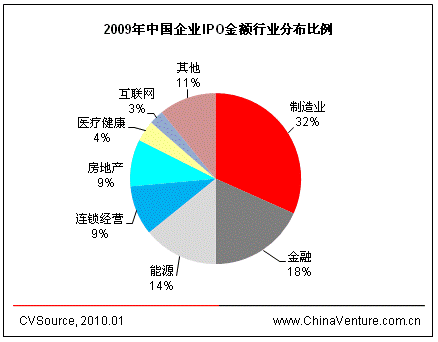 2009年中国企业IPO金额行业分布比例
其他
11%
互联网
3%
医疗健康
4%
房地产
9%
连锁经营
9%
能源
14%
金融
18%
制造业
32%
CVSource, 2010.01
www.ChinaVenture.com.cn